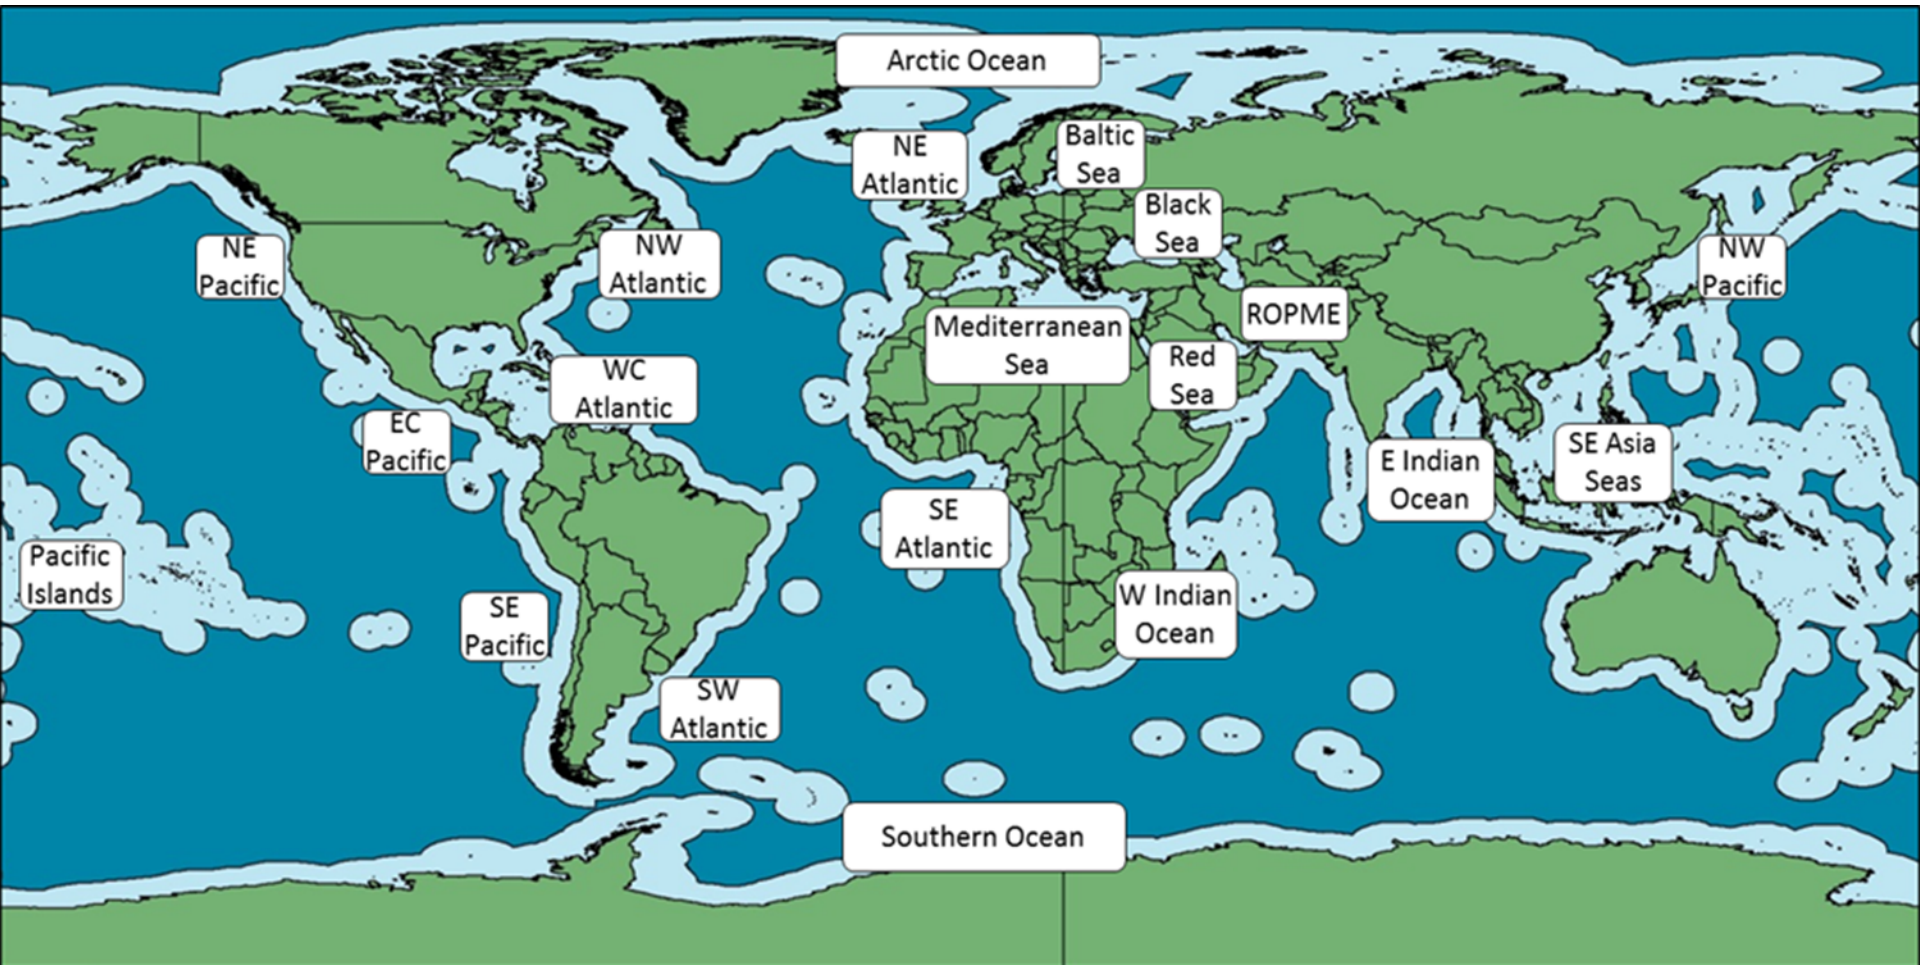 Arctic Ocean
NE
Atlantic
Baltic
Sea
Black
Sea
NE
Pacific
NW
Atlantic
NW
Pacific
ROPME
Mediterranean
Sea
Red
Sea
WC
Atlantic
EC
Pacific
SE Asia
Seas
E Indian
Ocean
SE
Atlantic
Pacific
Islands
W Indian
Ocean
SE
Pacific
SW
Atlantic
Southern Ocean